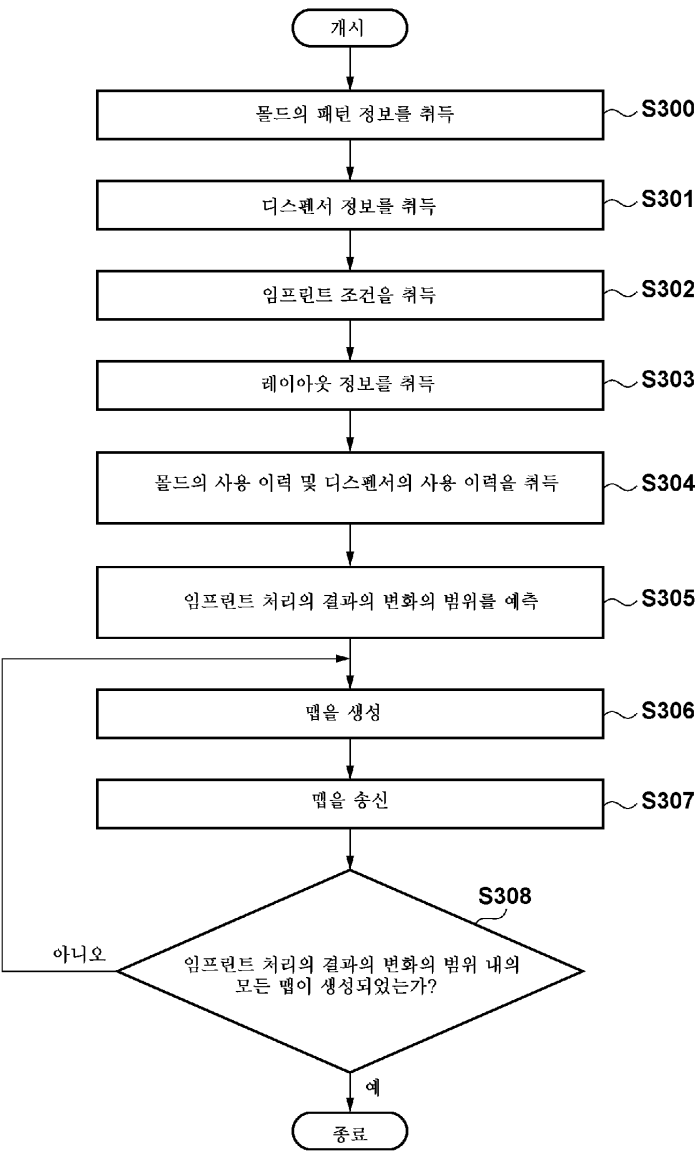 개시
몰드의 패턴 정보를 취득
S300
디스펜서 정보를 취득
S301
임프린트 조건을 취득
S302
레이아웃 정보를 취득
S303
몰드의 사용 이력 및 디스펜서의 사용 이력을 취득
S304
임프린트 처리의 결과의 변화의 범위를 예측
S305
맵을 생성
S306
맵을 송신
S307
S308
아니오
임프린트 처리의 결과의 변화의 범위 내의
모든 맵이 생성되었는가?
예
종료